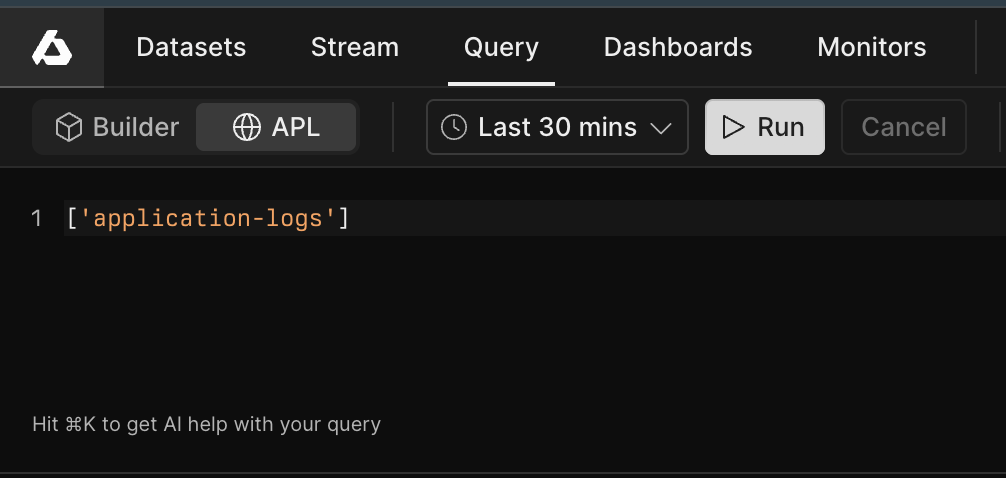 Datasets Stream Query Dashboards Monitors
Builder APL Last 30 mins Run Cancel
1 ['application-logs']
Hit ⌘K to get AI help with your query